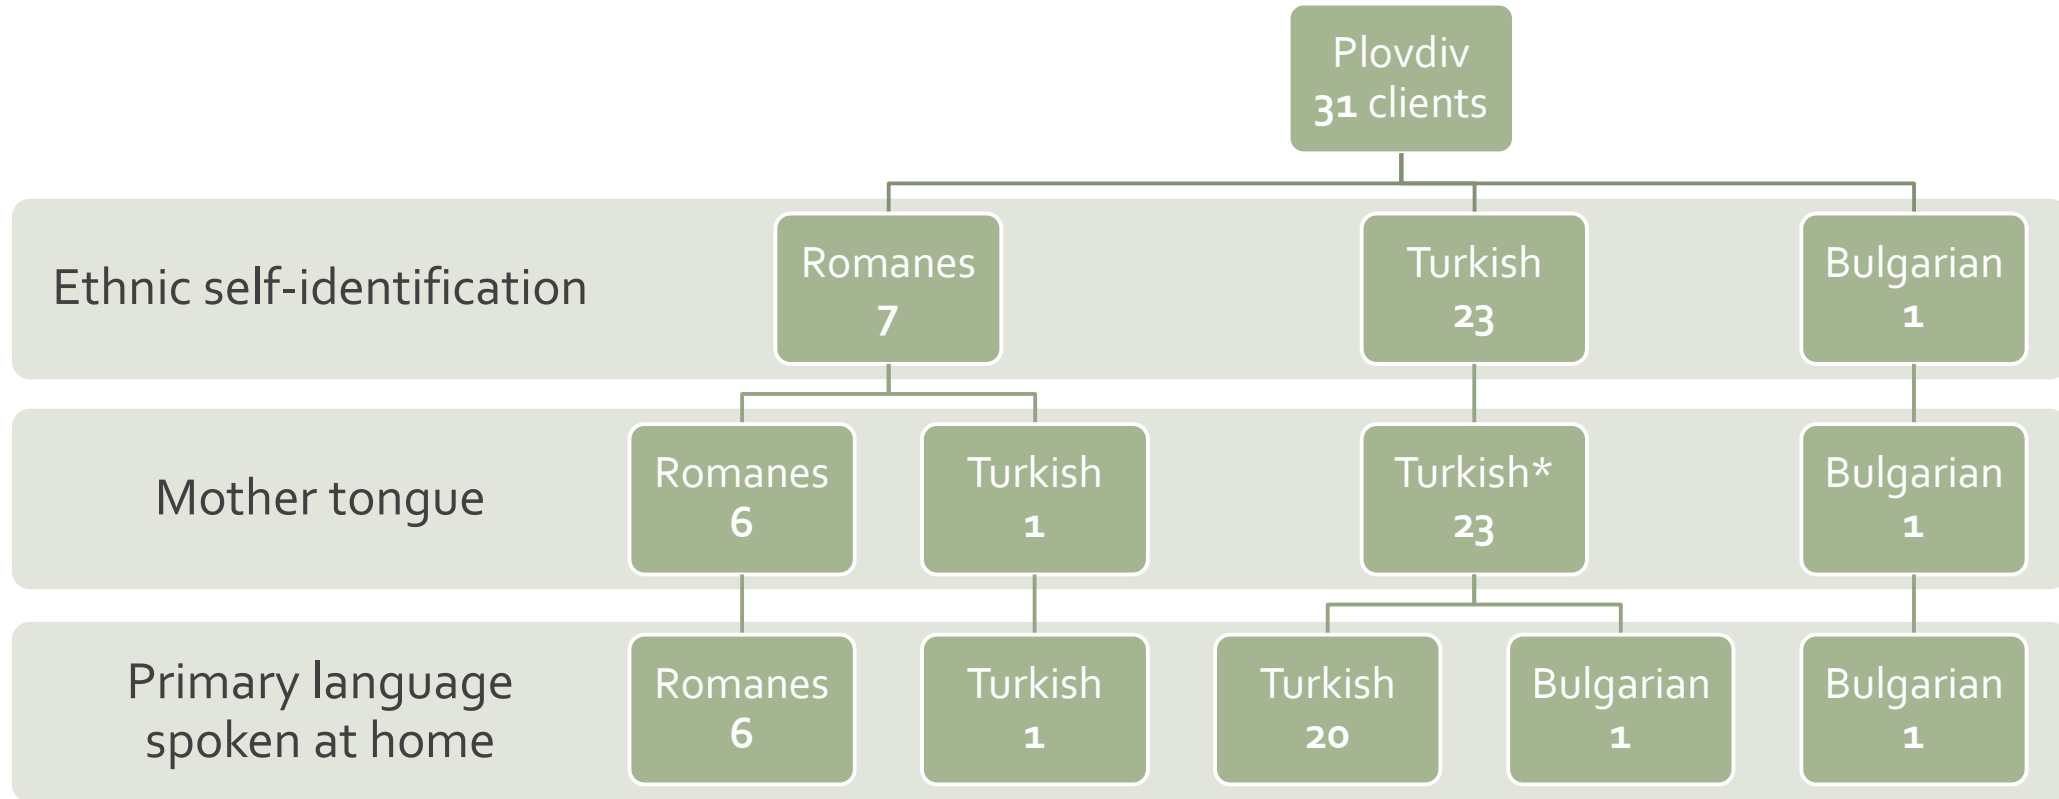 Plovdiv
31 clients
Ethnic self-identification
Romanes
7
Turkish
23
Bulgarian
1
Mother tongue
Romanes
6
Turkish
1
Turkish*
23
Bulgarian
1
Primary language
spoken at home
Romanes
6
Turkish
1
Turkish
20
Bulgarian
1
Bulgarian
1